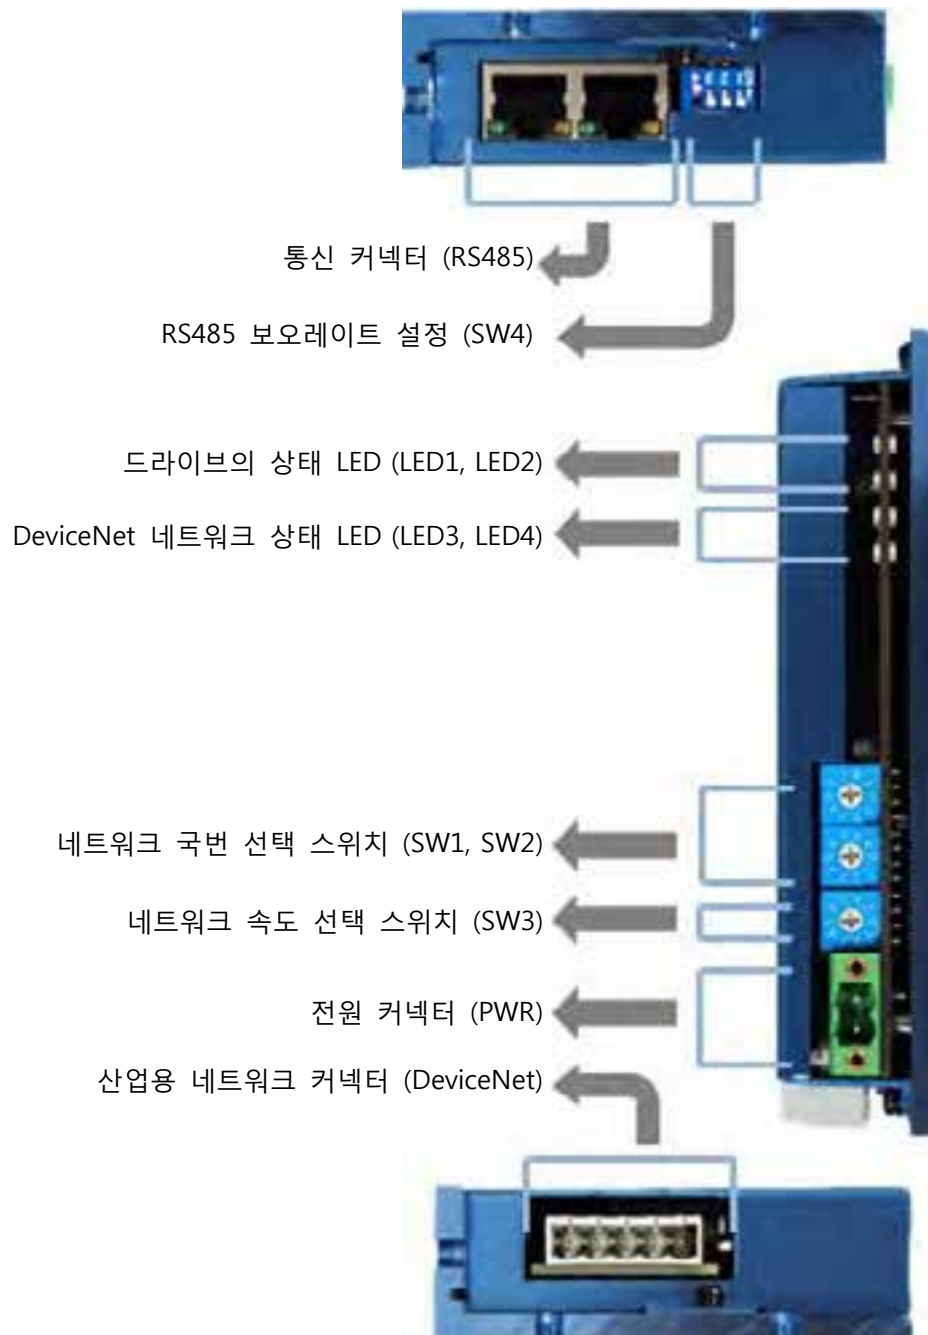 통신 커넥터 (RS485)
RS485 보오레이트 설정 (SW4)
드라이브의 상태 LED (LED1, LED2)
DeviceNet 네트워크 상태 LED (LED3, LED4)
네트워크 국번 선택 스위치 (SW1, SW2)
네트워크 속도 선택 스위치 (SW3)
전원 커넥터 (PWR)
산업용 네트워크 커넥터 (DeviceNet)